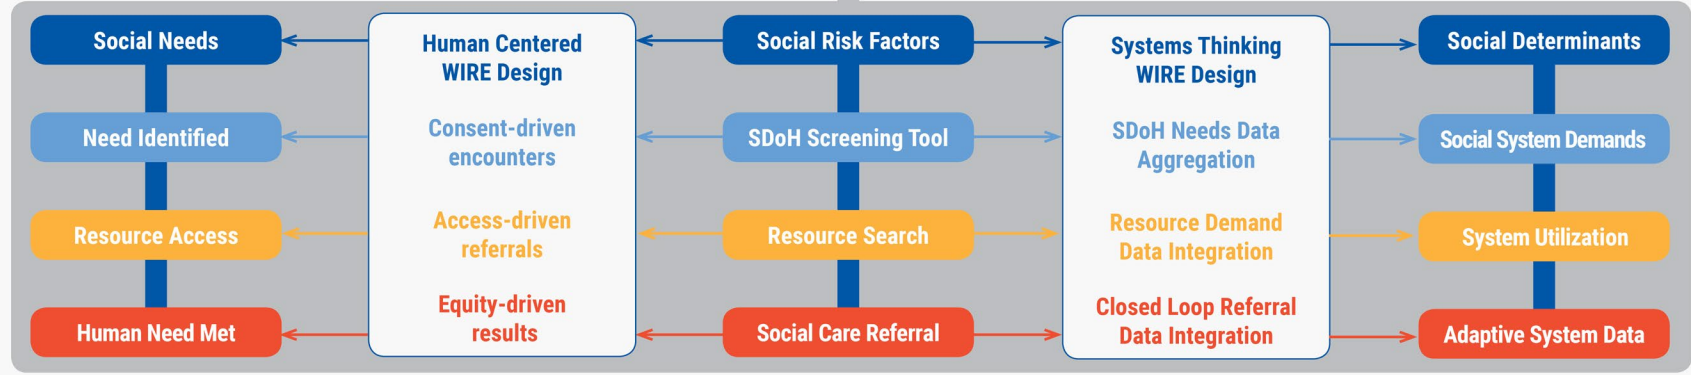 Social Needs
Human Centered
WIRE Design
Social Risk Factors
Systems Thinking
WIRE Design
Social Determinants
Need Identified
Consent-driven
encounters
SDoH Screening Tool
SDoH Needs Data
Aggregation
Social System Demands
Resource Access
Access-driven
referrals
Resource Search
Resource Demand
Data Integration
System Utilization
Human Need Met
Equity-driven
results
Social Care Referral
Closed Loop Referral
Data Integration
Adaptive System Data